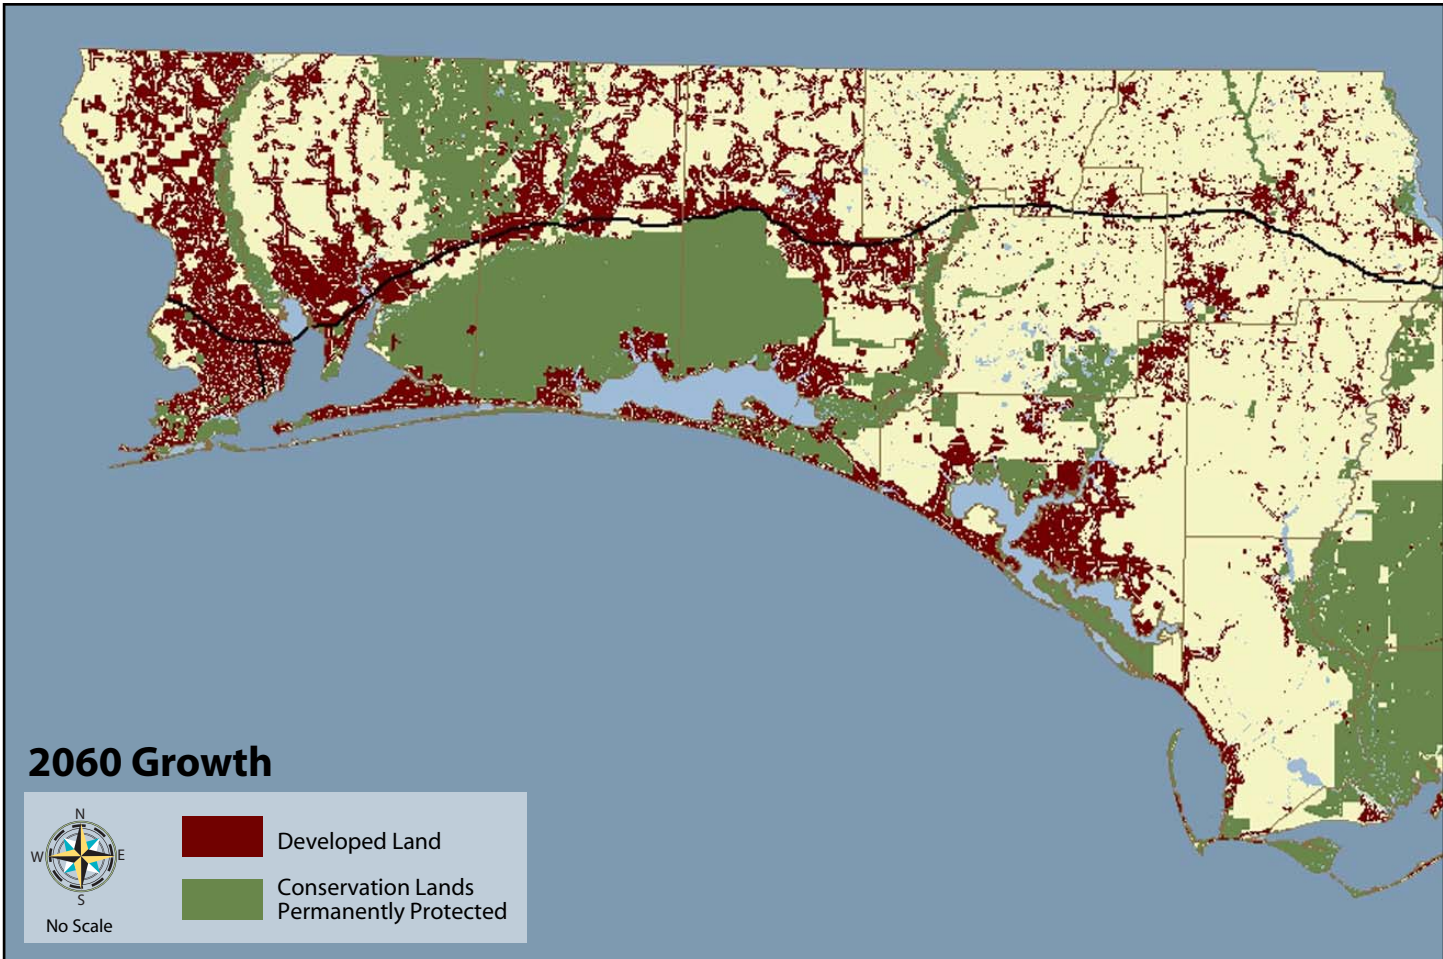 2060 Growth
N
W
E
S
No Scale
Developed Land
Conservation Lands
Permanently Protected